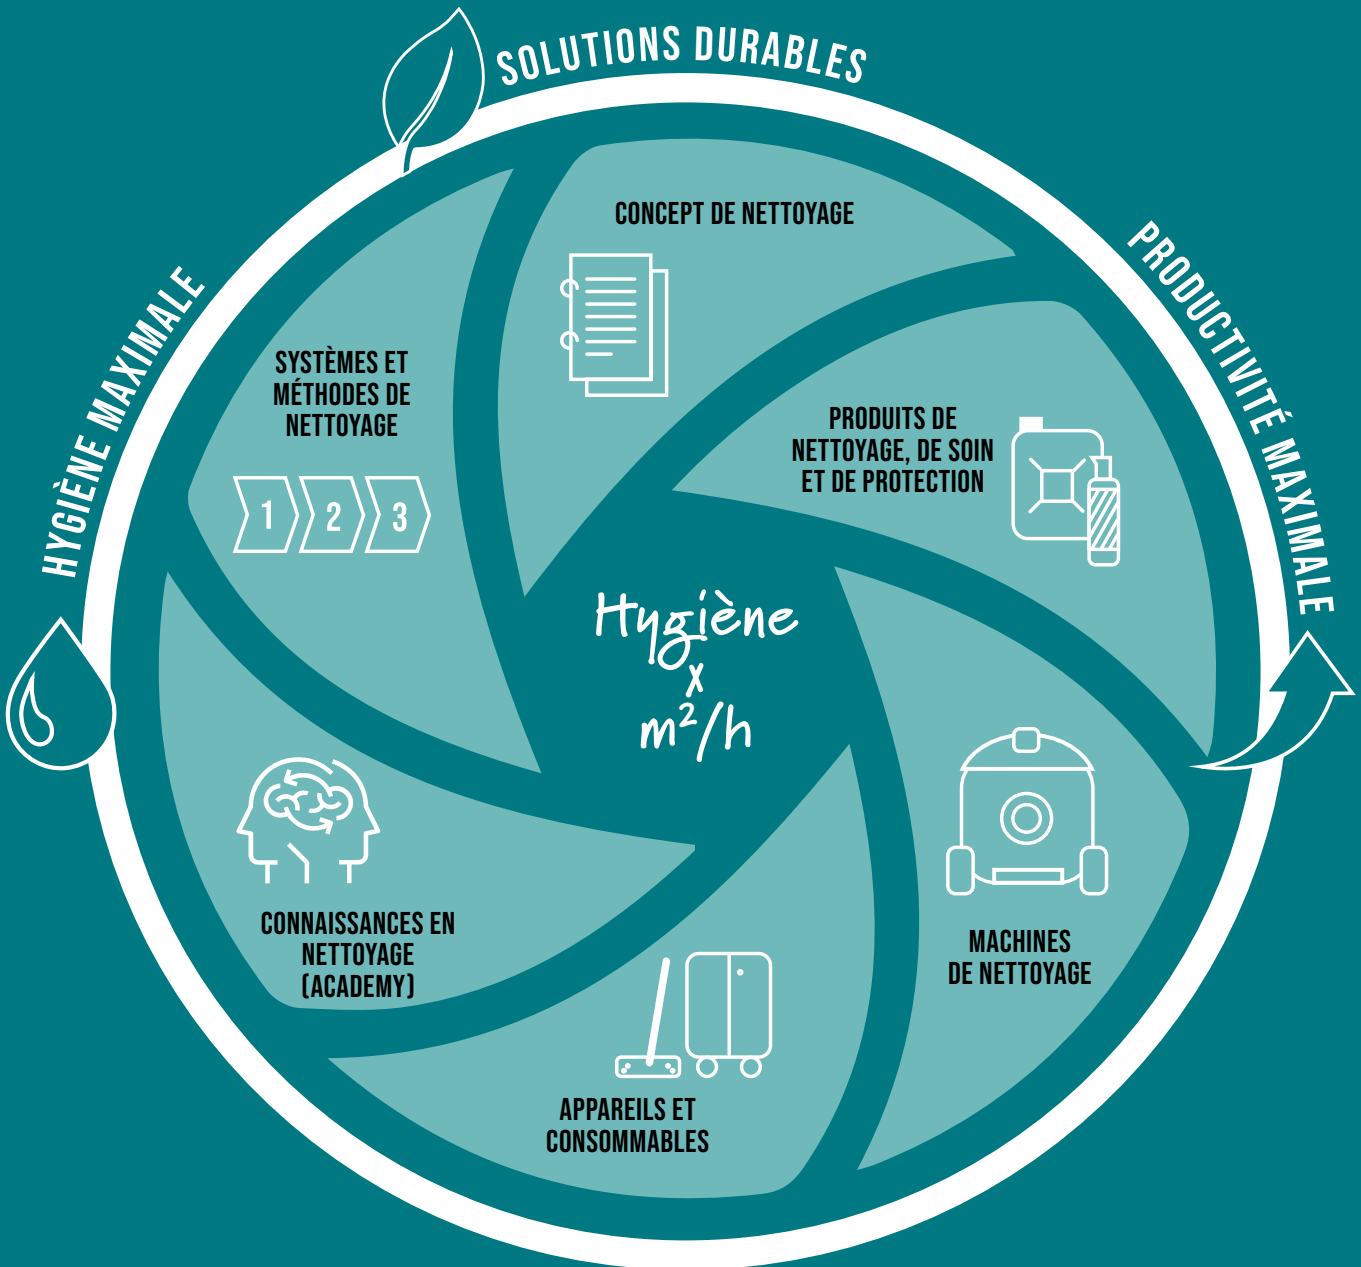 SOLUTIONS DURABLES
HYGIÈNE MAXIMALE
PRODUCTIVITÉ MAXIMALE
CONCEPT DE NETTOYAGE
SYSTÈMES ET
MÉTHODES DE
NETTOYAGE
1 2 3
PRODUITS DE
NETTOYAGE, DE SOIN
ET DE PROTECTION
Hygiène
x
m²/h
CONNAISSANCES EN
NETTOYAGE
(ACADEMY)
MACHINES
DE NETTOYAGE
APPAREILS ET
CONSOMMABLES